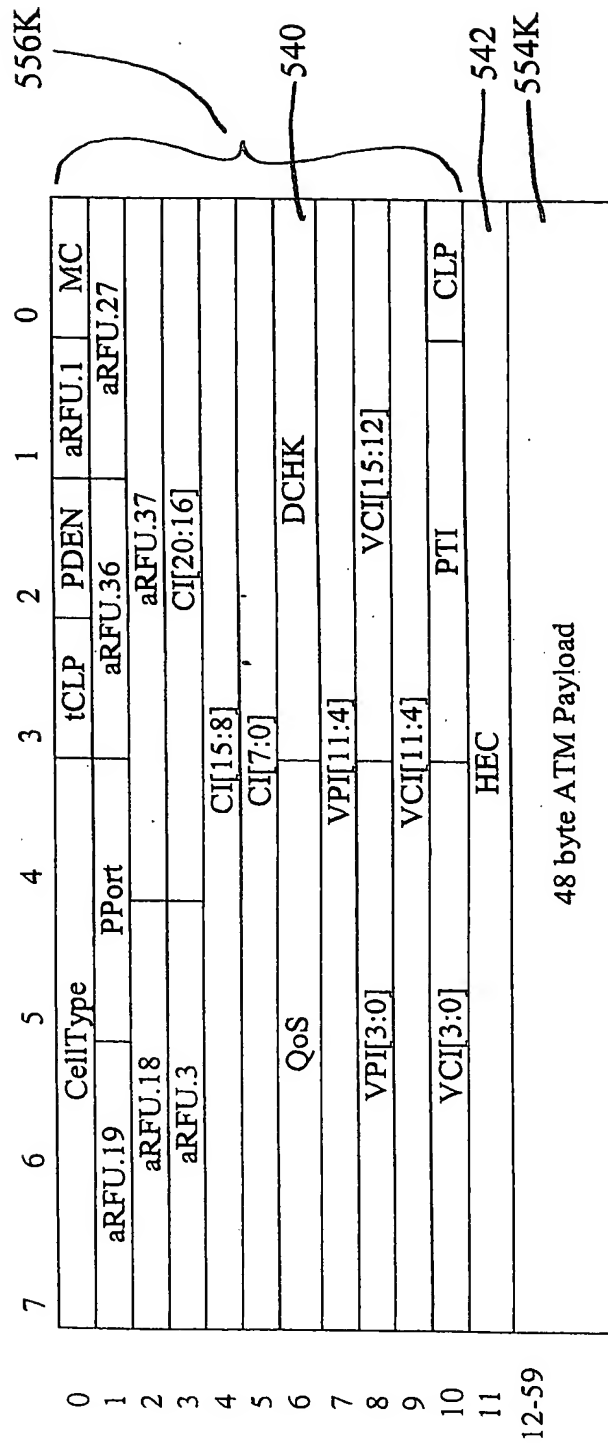 7 6 5 4 3 2 1 0
0 CellType tCLP PDEN aRFU.1 MC
1 aRFU.19 PPort aRFU.36 aRFU.27
2 aRFU.18 aRFU.37
3 aRFU.3 CI[20:16]
4 CI[15:8]
5 CI[7:0]
6 QoS DCHK
7 VPI[11:4]
8 VPI[3:0] VCI[15:12]
9 VCI[11:4]
10 VCI[3:0] PTI CLP
11 HEC
12-59 48 byte ATM Payload
556K
540
542
554K